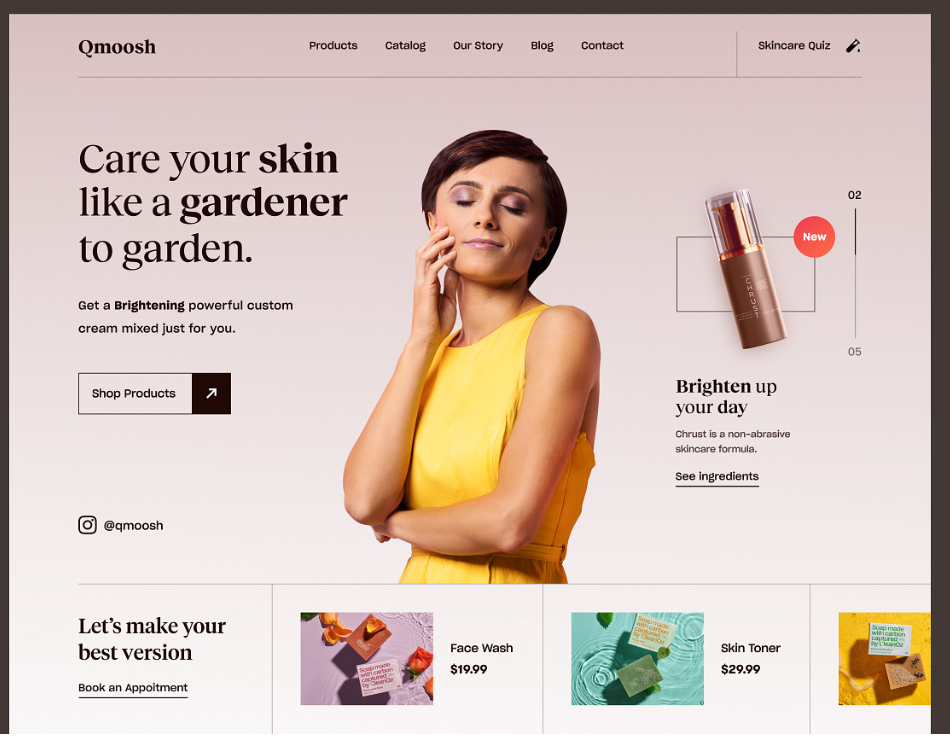 Qmoosh
Products
Catalog
Our Story
Blog
Contact
Skincare Quiz
Care your skin
like a gardener
to garden.
Get a Brightening powerful custom
cream mixed just for you.
Shop Products
@qmoosh
02
New
CHRUST
05
Brighten up
your day
Chrust is a non-abrasive
skincare formula.
See ingredients
Let's make your
best version
Book an Appoitment
Soap made
with carbon
captured
by CleanO2
Face Wash
$19.99
Soap made
with carbon
captured
by CleanO2
Skin Toner
$29.99
Soap made
with carbon
captured
by CleanO2